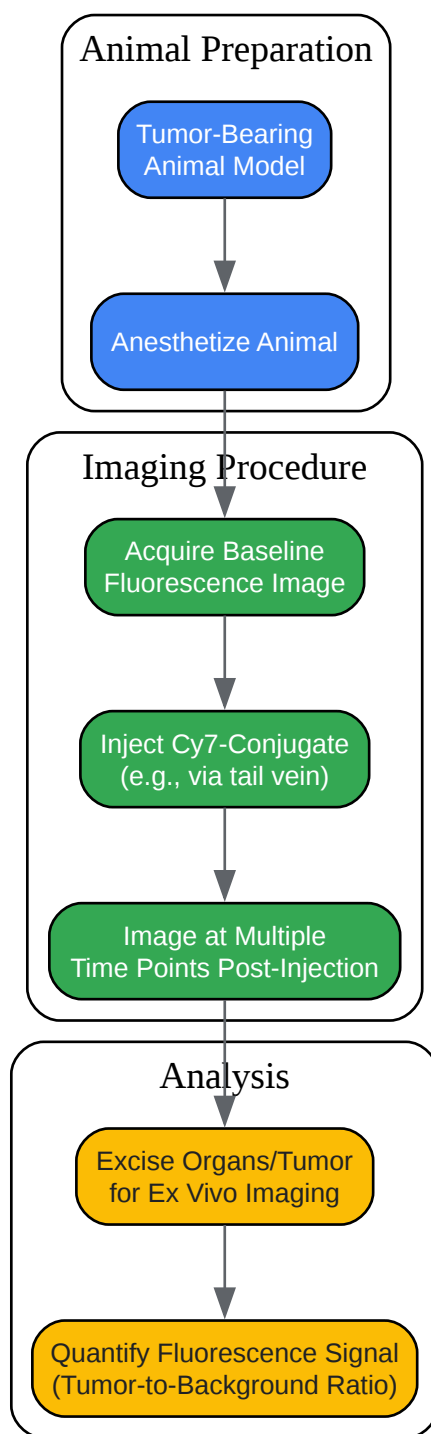 Animal Preparation
Tumor-Bearing
Animal Model
Anesthetize Animal
Imaging Procedure
Acquire Baseline
Fluorescence Image
Inject Cy7-Conjugate
(e.g., via tail vein)
Image at Multiple
Time Points Post-Injection
Analysis
Excise Organs/Tumor
for Ex Vivo Imaging
Quantify Fluorescence Signal
(Tumor-to-Background Ratio)